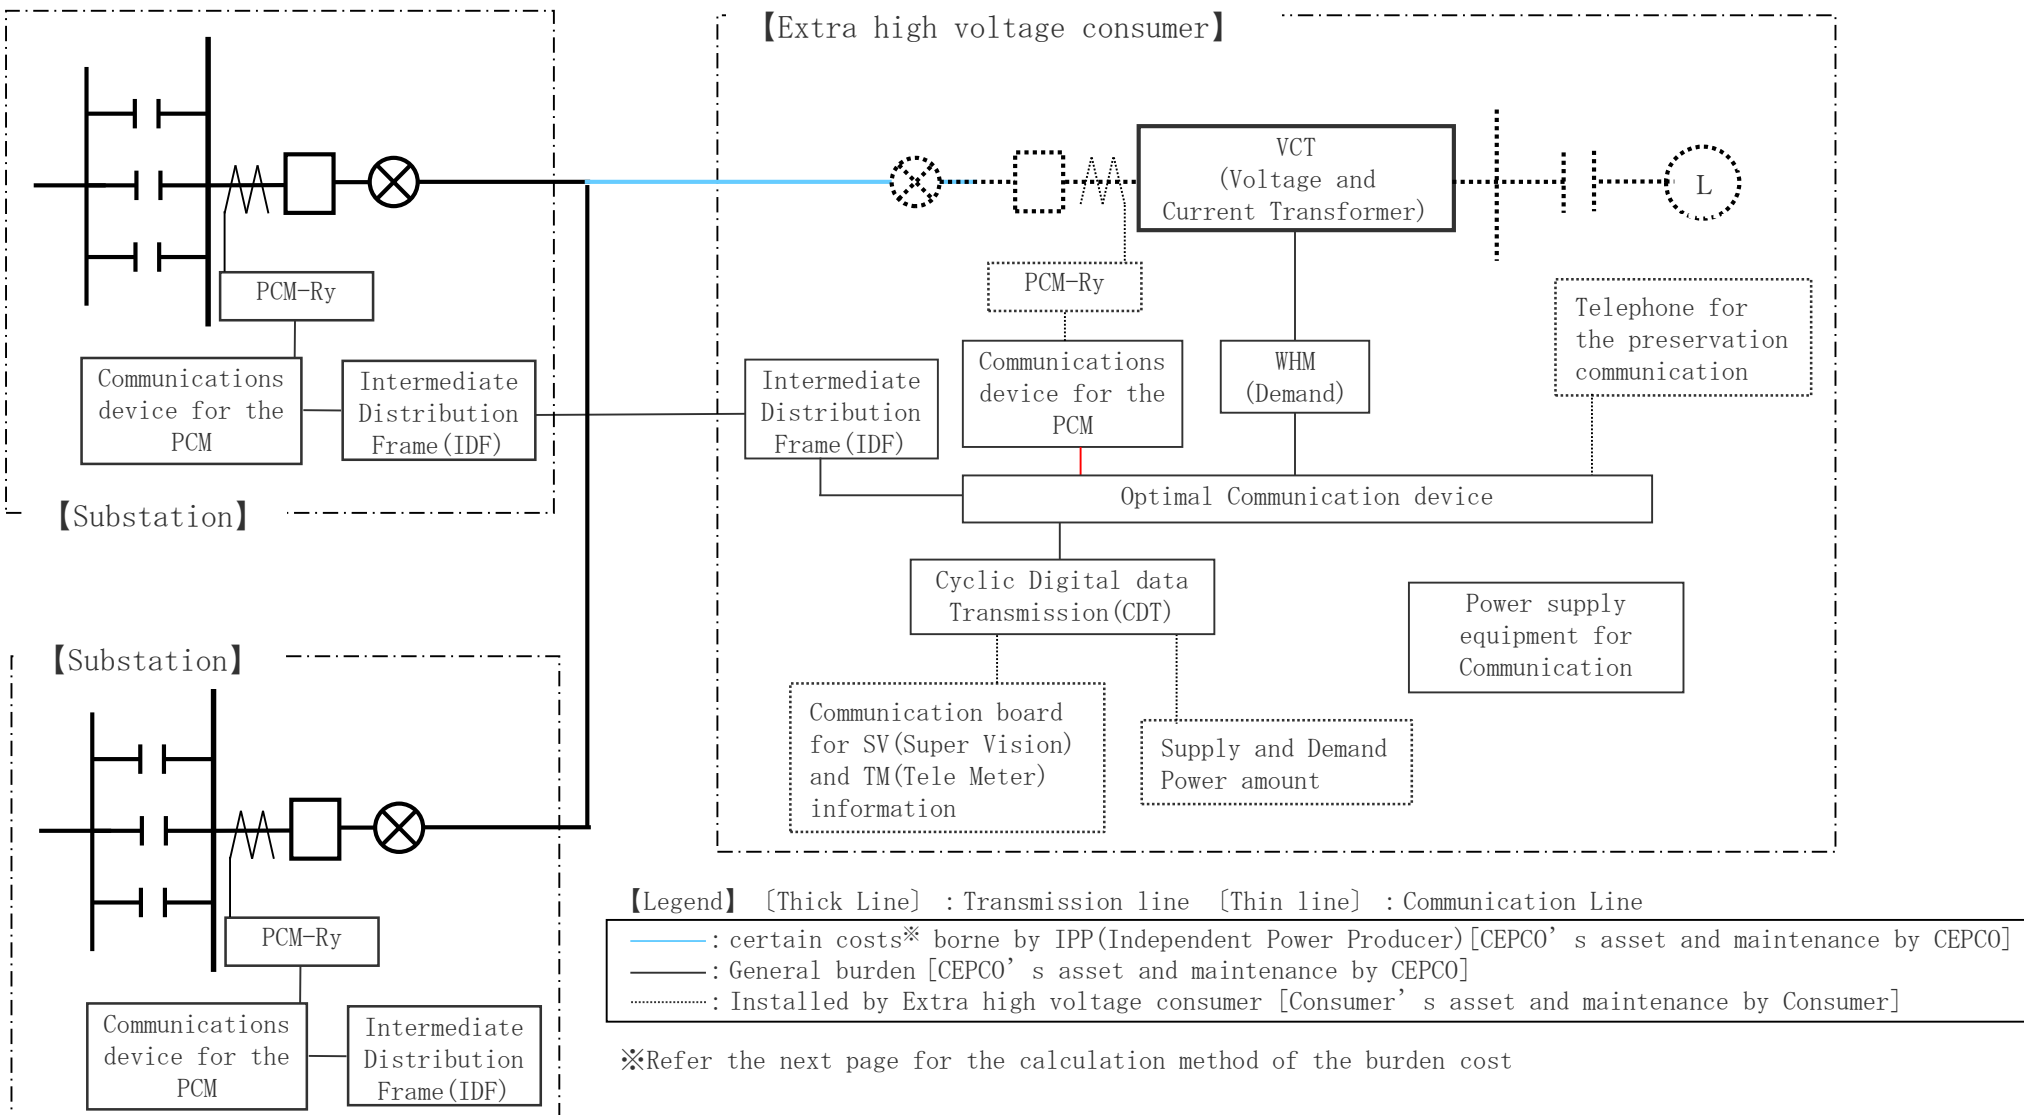 【Extra high voltage consumer】
VCT
(Voltage and
Current Transformer)
L
PCM-Ry
PCM-Ry
Telephone for
the preservation
communication
Communications
device for the
PCM
Intermediate
Distribution
Frame(IDF)
Intermediate
Distribution
Frame(IDF)
Communications
device for the
PCM
WHM
(Demand)
Optimal Communication device
【Substation】
Cyclic Digital data
Transmission(CDT)
Power supply
equipment for
Communication
【Substation】
Communication board
for SV(Super Vision)
and TM(Tele Meter)
information
Supply and Demand
Power amount
PCM-Ry
Communications
device for the
PCM
Intermediate
Distribution
Frame(IDF)
【Legend】〔Thick Line〕：Transmission line 〔Thin line〕：Communication Line
：certain costs※ borne by IPP(Independent Power Producer)[CEPCO’s asset and maintenance by CEPCO]
：General burden [CEPCO’s asset and maintenance by CEPCO]
：Installed by Extra high voltage consumer [Consumer’s asset and maintenance by Consumer]
※Refer the next page for the calculation method of the burden cost